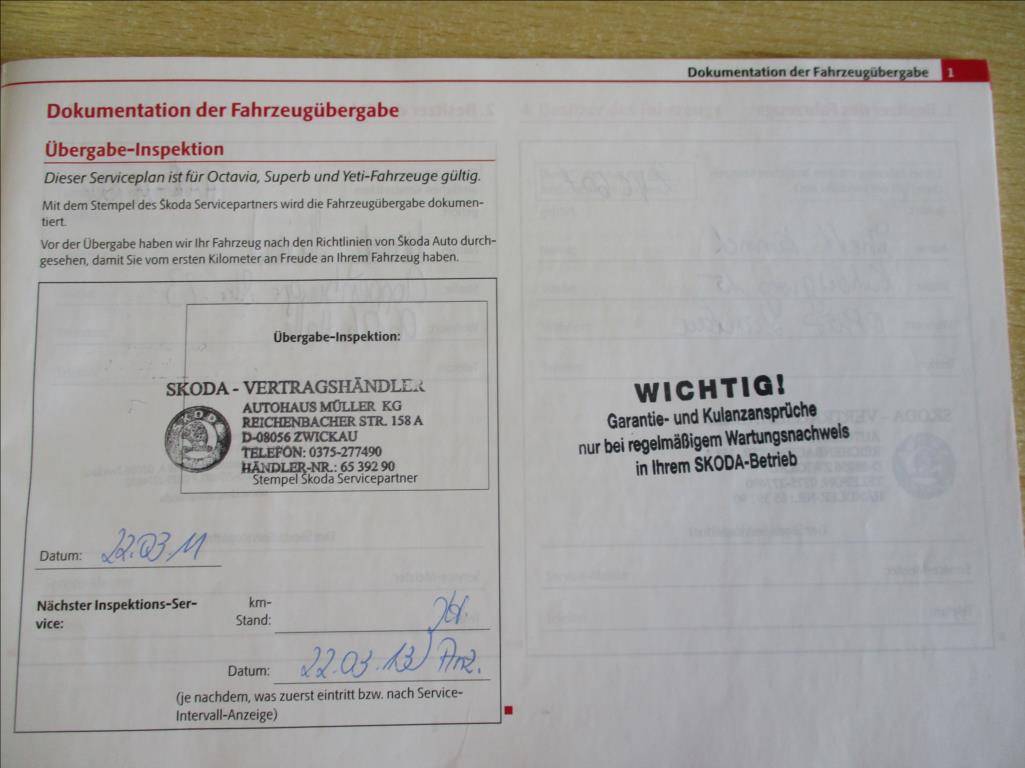 Dokumentation der Fahrzeugübergabe 1
Dokumentation der Fahrzeugübergabe
Übergabe-Inspektion
Dieser Serviceplan ist für Octavia, Superb und Yeti-Fahrzeuge gültig.
Mit dem Stempel des Škoda Servicepartners wird die Fahrzeugübergabe dokumen-
tiert.
Vor der Übergabe haben wir Ihr Fahrzeug nach den Richtlinien von Škoda Auto durch-
gesehen, damit Sie vom ersten Kilometer an Freude an Ihrem Fahrzeug haben.
Übergabe-Inspektion:
SKODA - VERTRAGSHÄNDLER
SKODA
AUTOHAUS MÜLLER KG
REICHENBACHER STR. 158 A
D-08056 ZWICKAU
TELEFON: 0375-277490
HÄNDLER-NR.: 65 392 90
Stempel Škoda Servicepartner
Datum: 22.03.11
Nächster Inspektions-Ser-
vice:
km-
Stand:
Datum: 22.03.13 Anz.
(je nachdem, was zuerst eintritt bzw. nach Service-
Intervall-Anzeige)
WICHTIG!
Garantie- und Kulanzansprüche
nur bei regelmäßigem Wartungsnachweis
in Ihrem SKODA-Betrieb